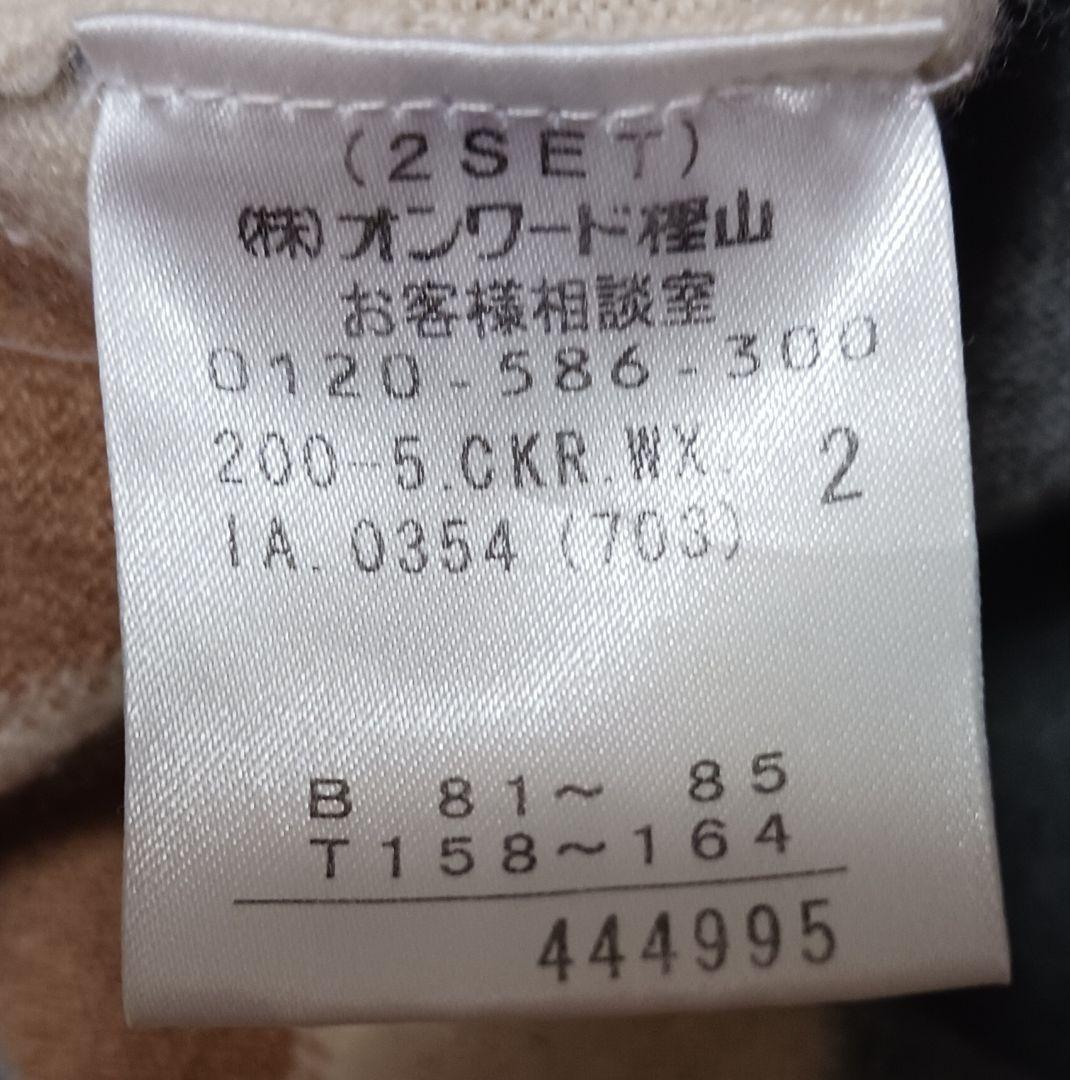 (2SET)
(株)オンワード樫山
お客様相談室
0120-586-300
200-5.CKR.WX. 2
IA.0354(703)
B 81～ 85
T158～164
444995